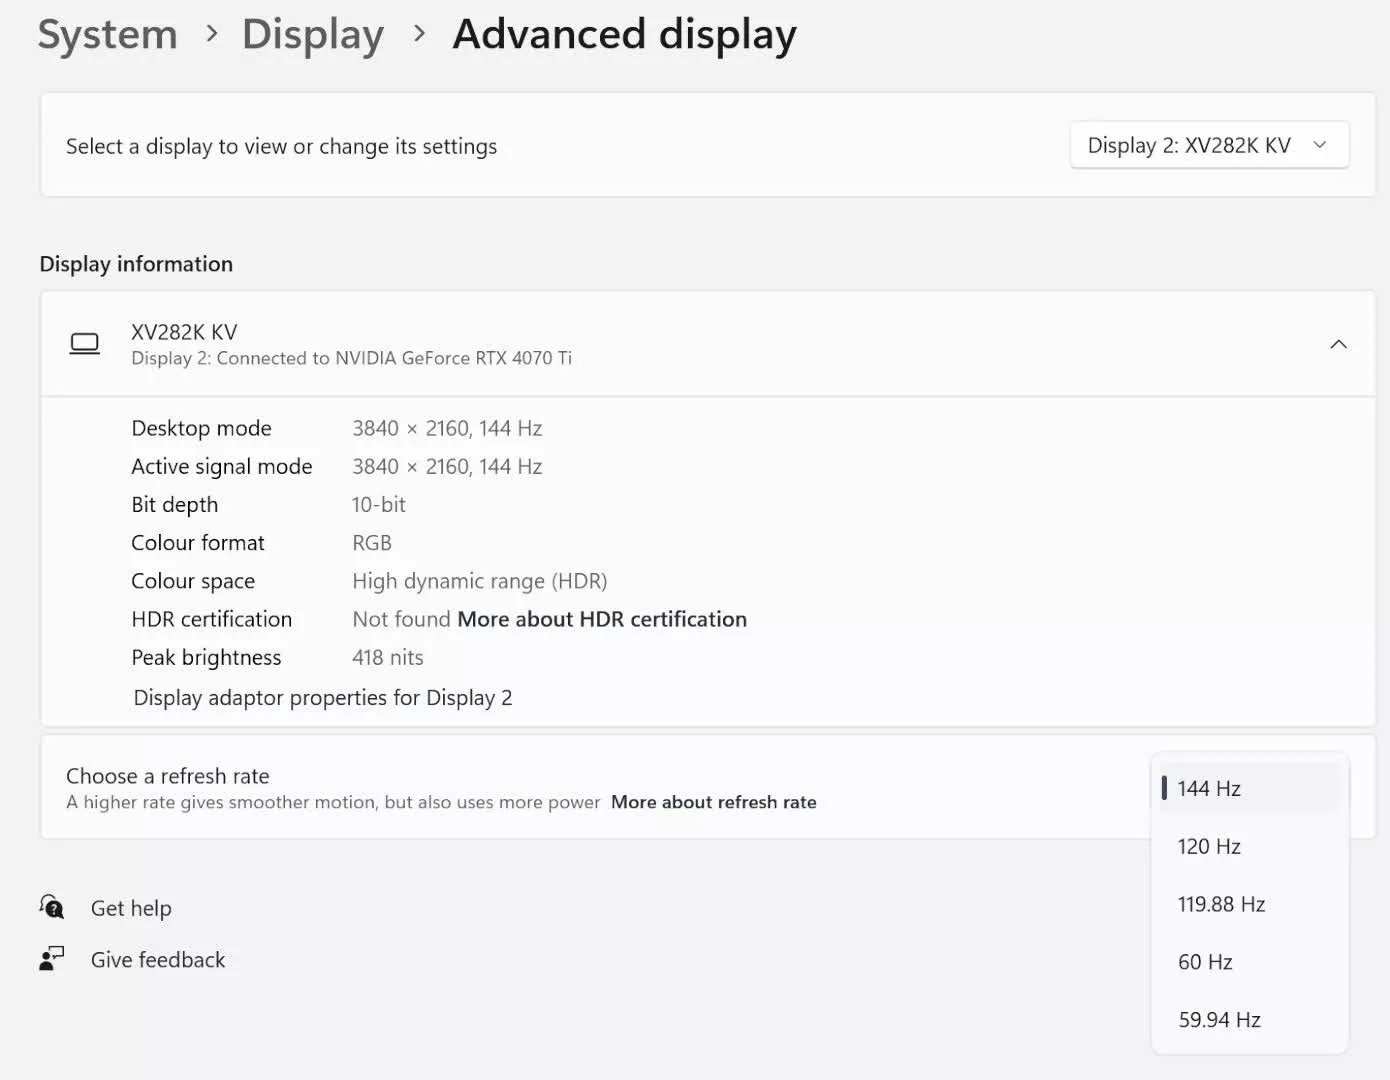 System > Display > Advanced display
Select a display to view or change its settings
Display 2: XV282K KV
Display information
XV282K KV
Display 2: Connected to NVIDIA GeForce RTX 4070 Ti
Desktop mode 3840 × 2160, 144 Hz
Active signal mode 3840 × 2160, 144 Hz
Bit depth 10-bit
Colour format RGB
Colour space High dynamic range (HDR)
HDR certification Not found More about HDR certification
Peak brightness 418 nits
Display adaptor properties for Display 2
Choose a refresh rate
A higher rate gives smoother motion, but also uses more power More about refresh rate
144 Hz
120 Hz
119.88 Hz
60 Hz
59.94 Hz
Get help
Give feedback